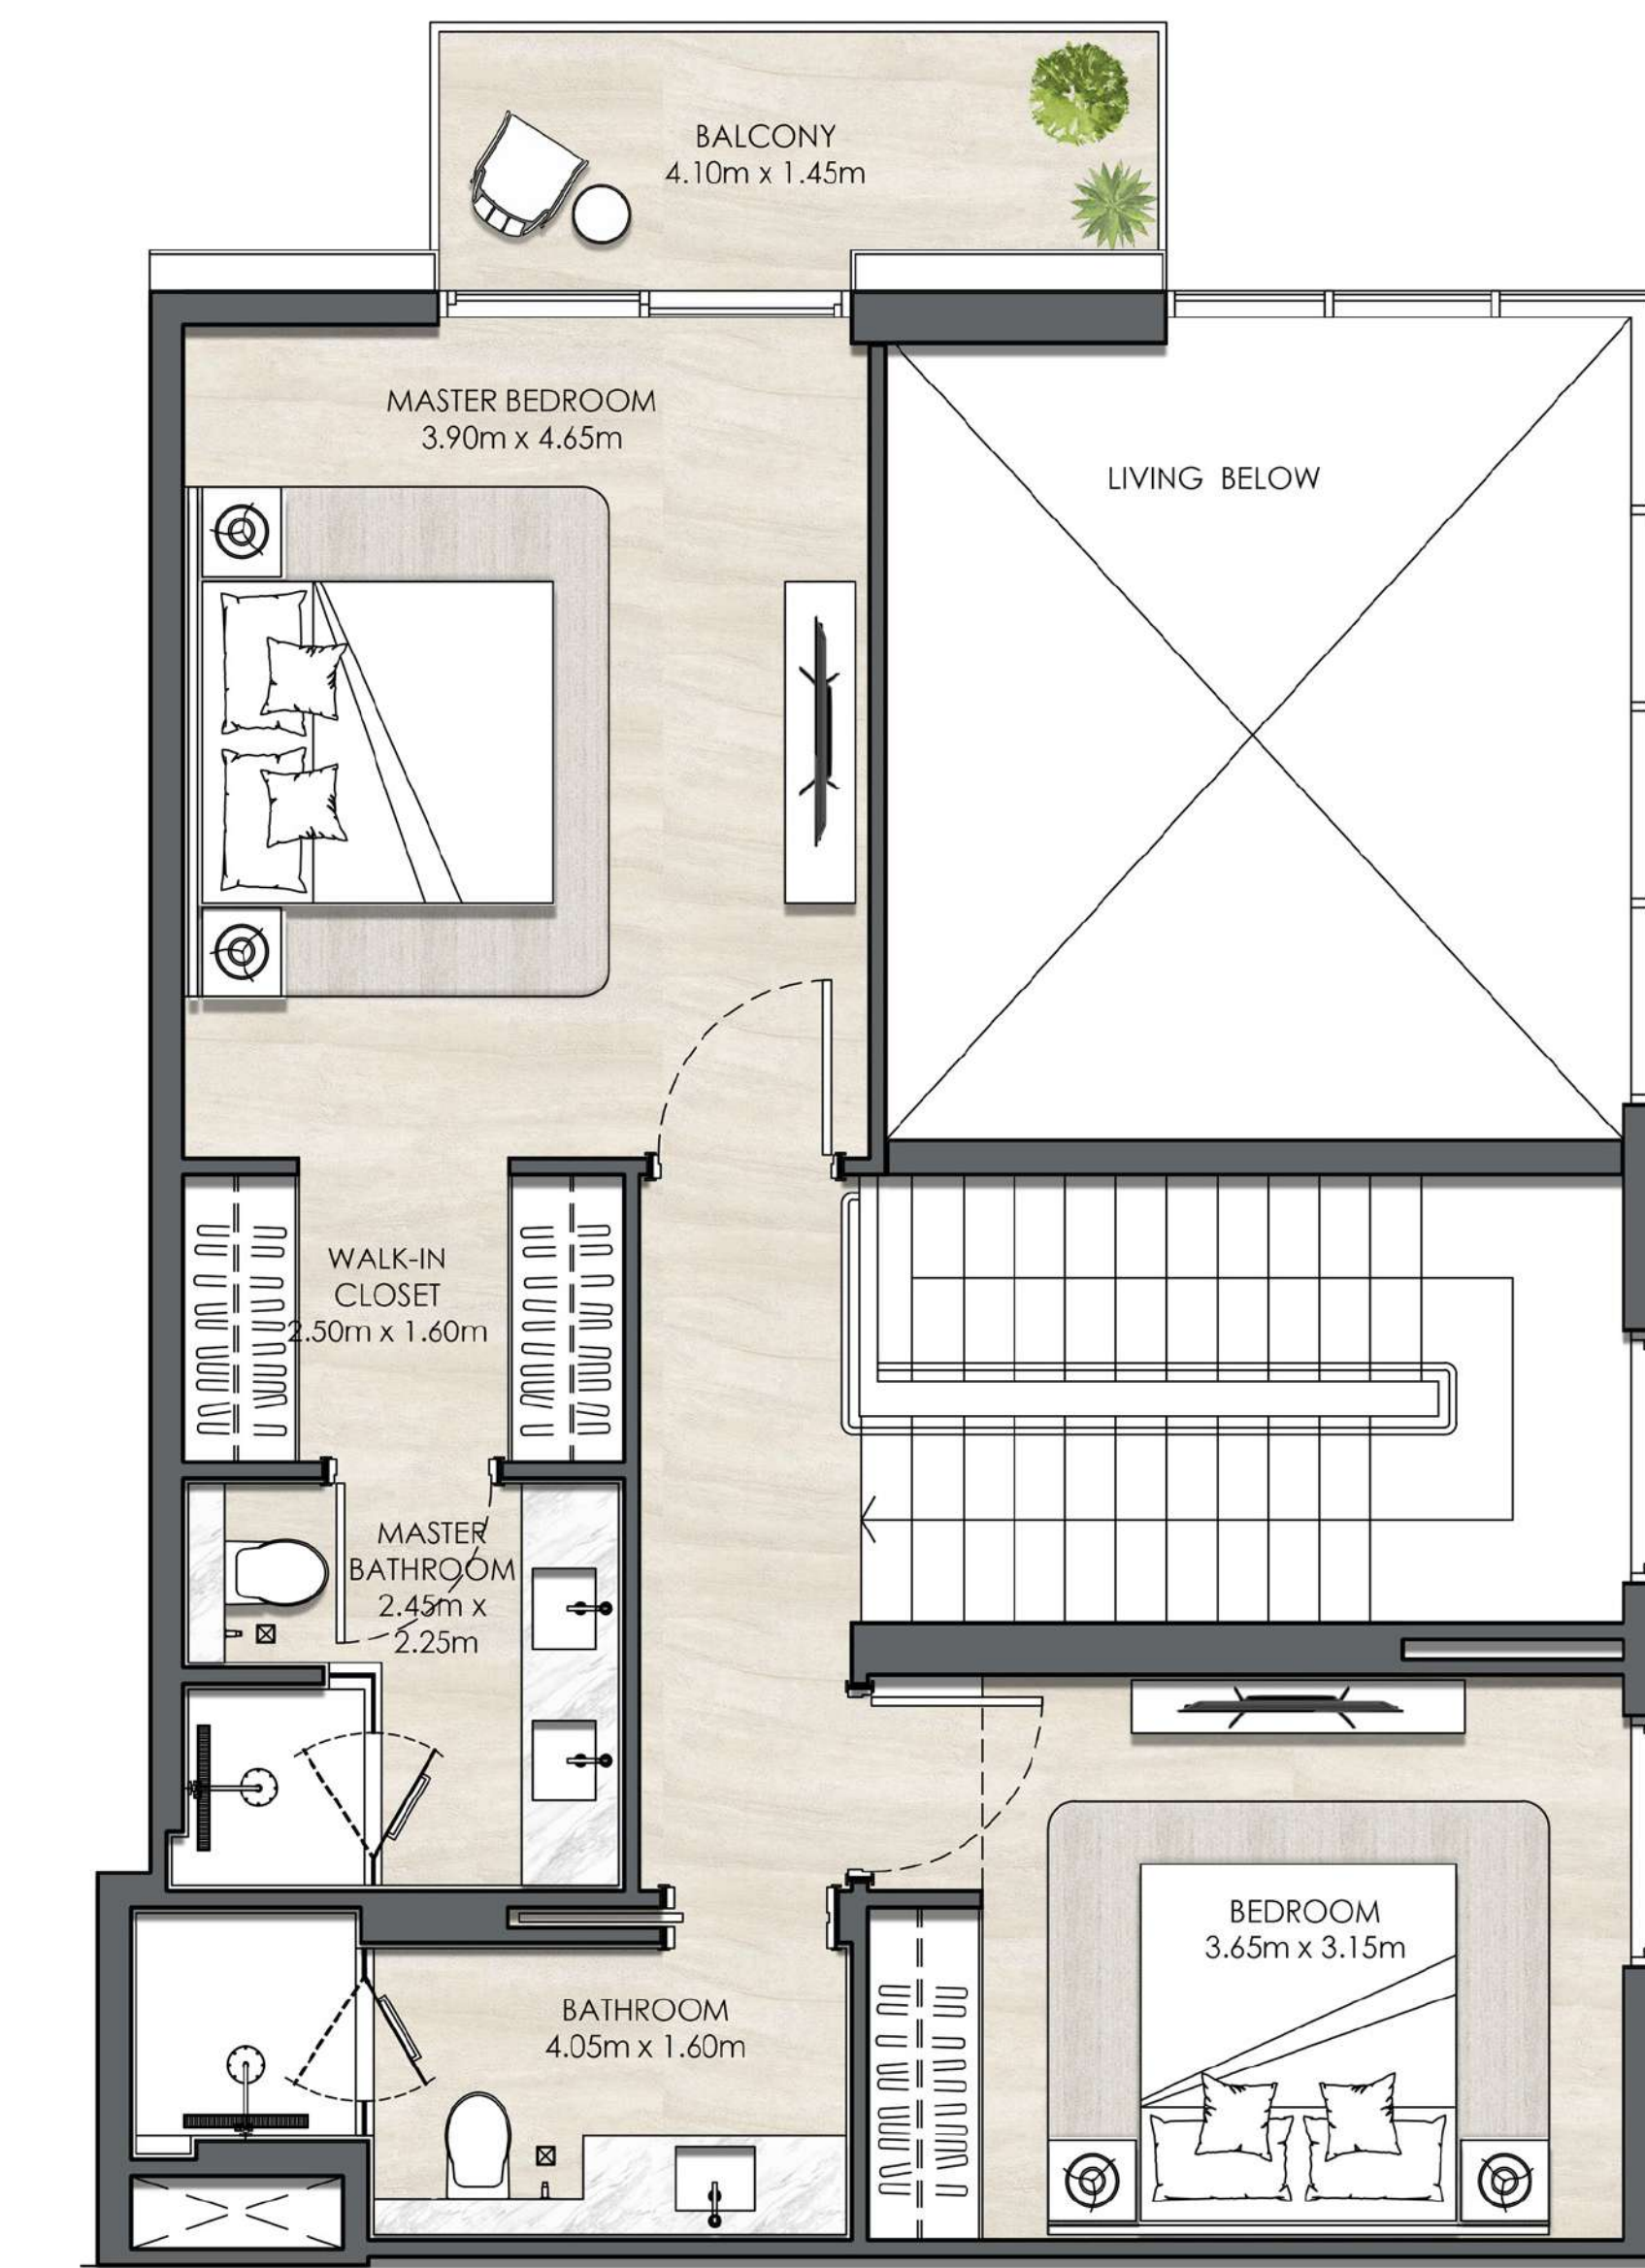 BALCONY
4.10m x 1.45m
MASTER BEDROOM
3.90m x 4.65m
LIVING BELOW
WALK-IN
CLOSET
2.50m x 1.60m
MASTER
BATHROOM
2.45m x
2.25m
BEDROOM
3.65m x 3.15m
BATHROOM
4.05m x 1.60m